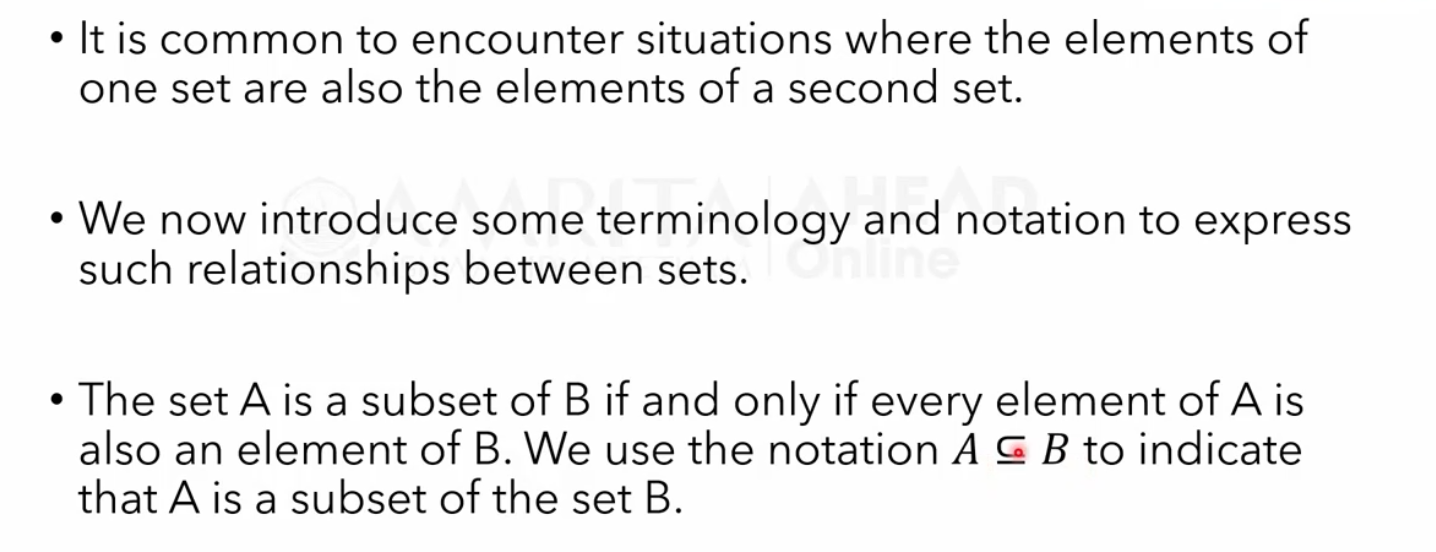 • It is common to encounter situations where the elements of
one set are also the elements of a second set.
• We now introduce some terminology and notation to express
such relationships between sets.
AMRITA AHEAD
Online
• The set A is a subset of B if and only if every element of A is
also an element of B. We use the notation A ⊆ B to indicate
that A is a subset of the set B.